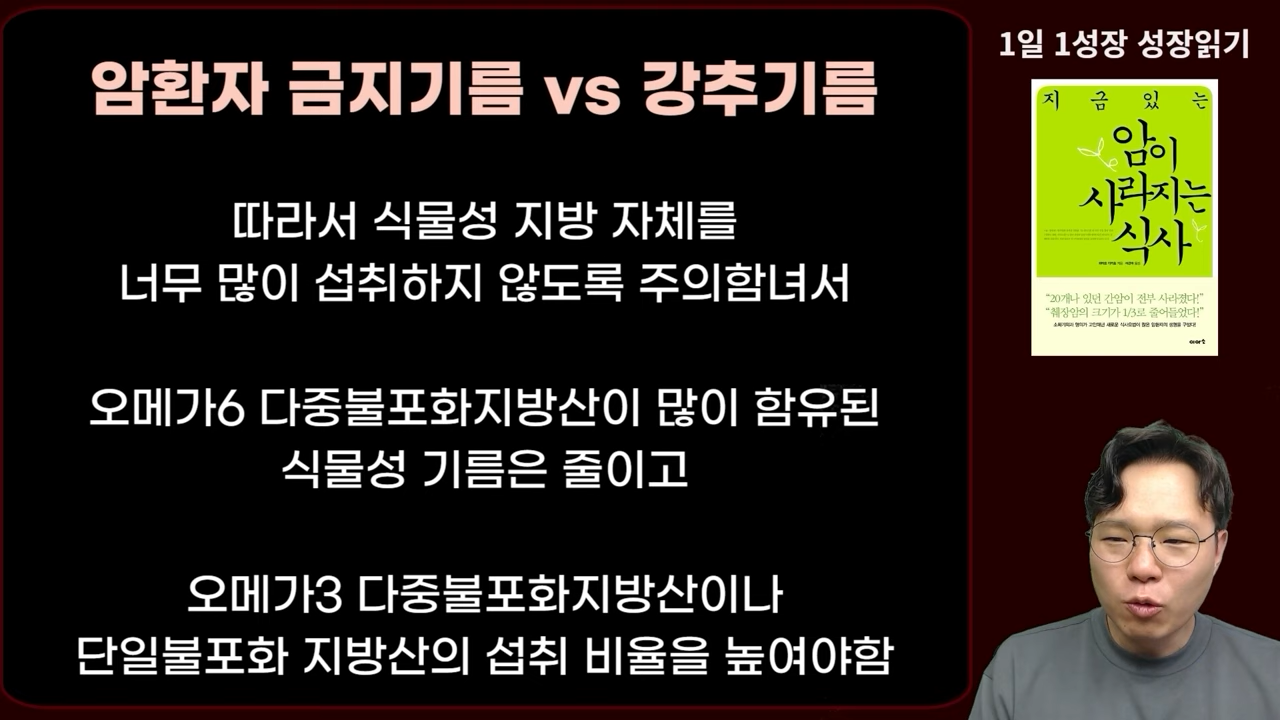 암환자 금지기름 vs 강추기름
따라서 식물성 지방 자체를
너무 많이 섭취하지 않도록 주의함녀서
오메가6 다중불포화지방산이 많이 함유된
식물성 기름은 줄이고
오메가3 다중불포화지방산이나
단일불포화 지방산의 섭취 비율을 높여야함
1일 1성장 성장읽기
지금있는
암이
사라지는
식사
“20개나 있던 간암이 전부 사라졌다!”
“췌장암의 크기가 1/3로 줄어들었다!”